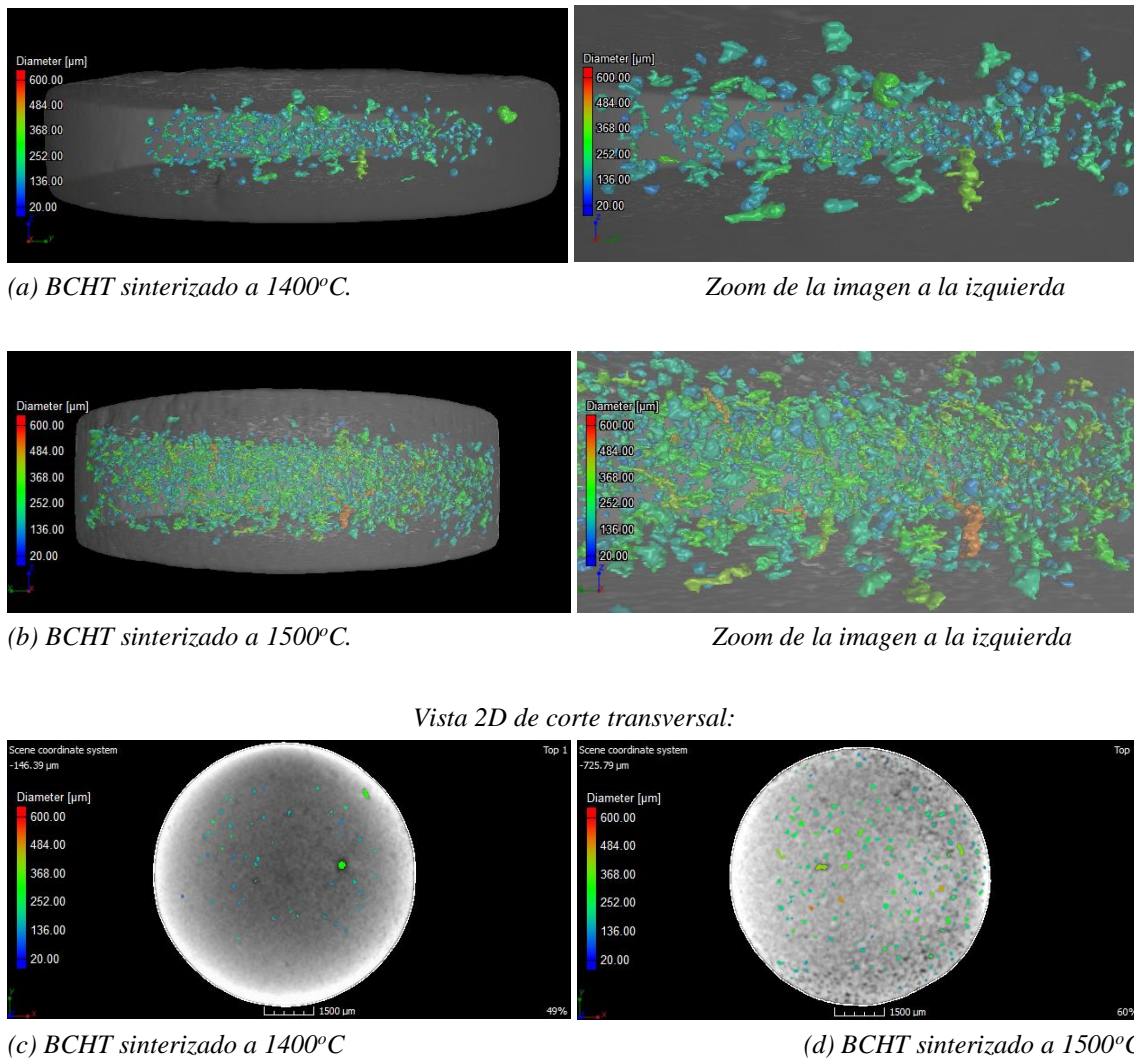 Diameter [µm]
600.00
484.00
368.00
252.00
136.00
20.00
Diameter [µm]
600.00
484.00
368.00
252.00
136.00
20.00
(a) BCHT sinterizado a 1400ºC.
Zoom de la imagen a la izquierda
Diameter [µm]
600.00
484.00
368.00
252.00
136.00
20.00
Diameter [µm]
600.00
484.00
368.00
252.00
136.00
20.00
(b) BCHT sinterizado a 1500ºC.
Zoom de la imagen a la izquierda
Vista 2D de corte transversal:
Scene coordinate system
-146.39 µm
Top 1
Diameter [µm]
600.00
484.00
368.00
252.00
136.00
20.00
1500 µm
49%
Scene coordinate system
-725.79 µm
Top
Diameter [µm]
600.00
484.00
368.00
252.00
136.00
20.00
1500 µm
60%
(c) BCHT sinterizado a 1400ºC
(d) BCHT sinterizado a 1500ºC